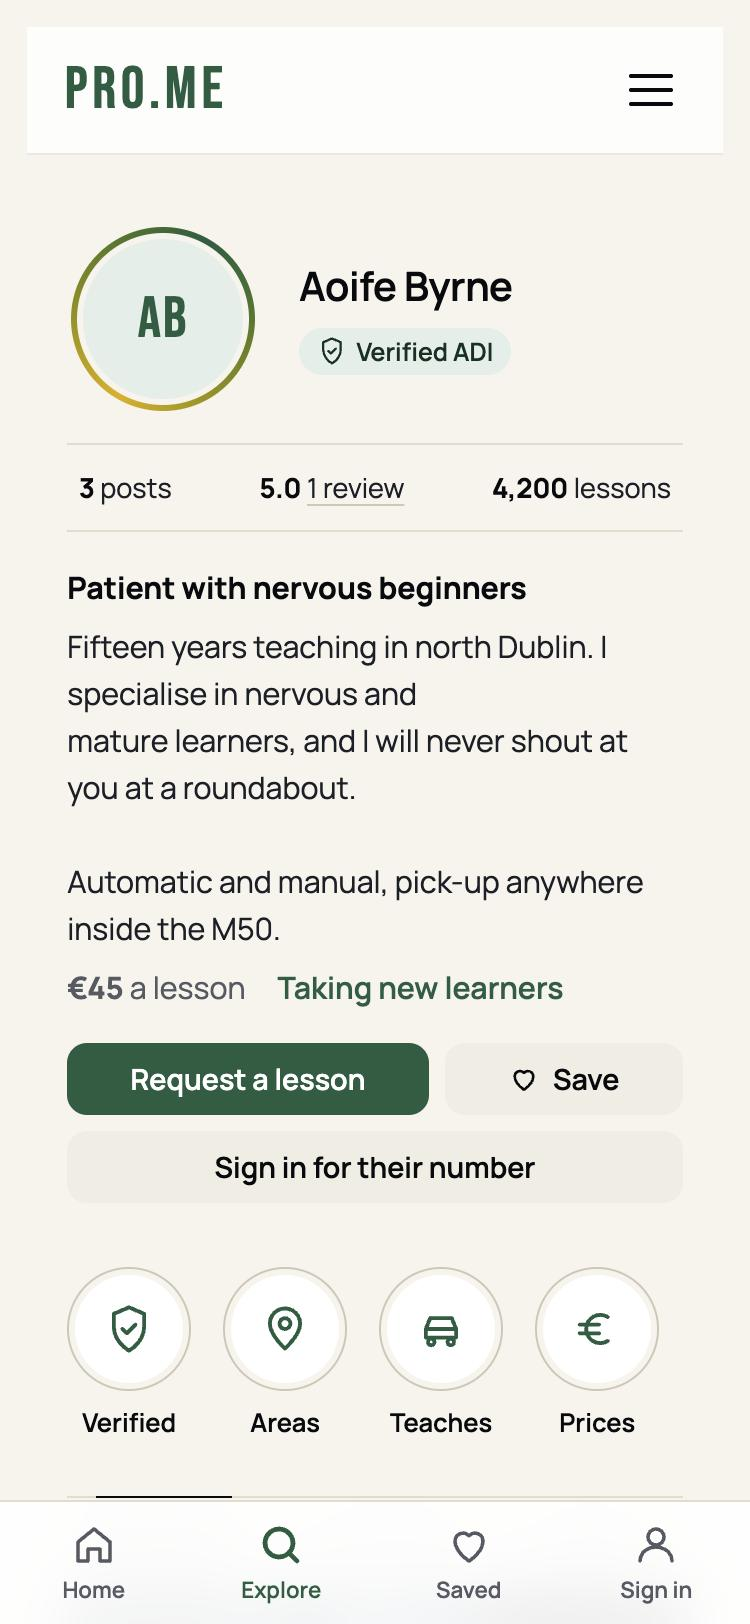 PRO.ME
AB
Aoife Byrne
Verified ADI
3 posts
5.0 1 review
4,200 lessons
Patient with nervous beginners
Fifteen years teaching in north Dublin. I
specialise in nervous and
mature learners, and I will never shout at
you at a roundabout.
Automatic and manual, pick-up anywhere
inside the M50.
€45 a lesson Taking new learners
Request a lesson
Save
Sign in for their number
€
Verified
Areas
Teaches
Prices
Home
Explore
Saved
Sign in